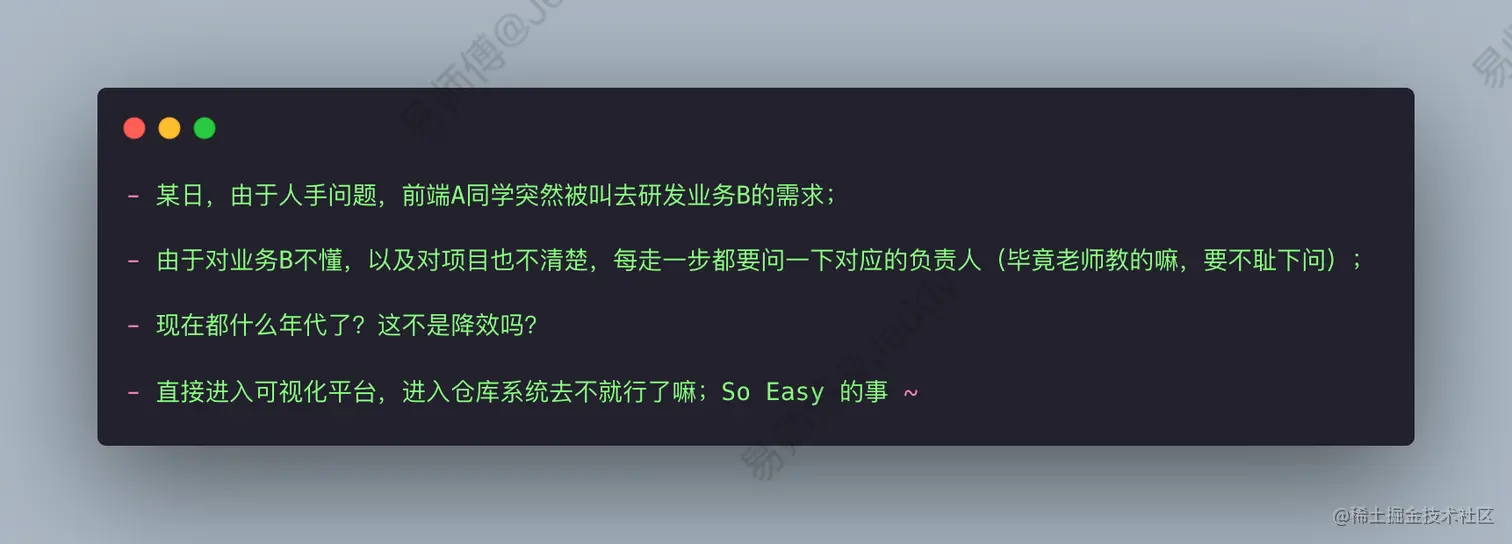 易师傅@Ju
易师
- 某日，由于人手问题，前端A同学突然被叫去研发业务B的需求；
- 由于对业务B不懂，以及对项目也不清楚，每走一步都要问一下对应的负责人（毕竟老师教的嘛，要不耻下问）；
- 现在都什么年代了？这不是降效吗？
- 直接进入可视化平台，进入仓库系统去不就行了嘛；So Easy 的事 ~
@稀土掘金技术社区